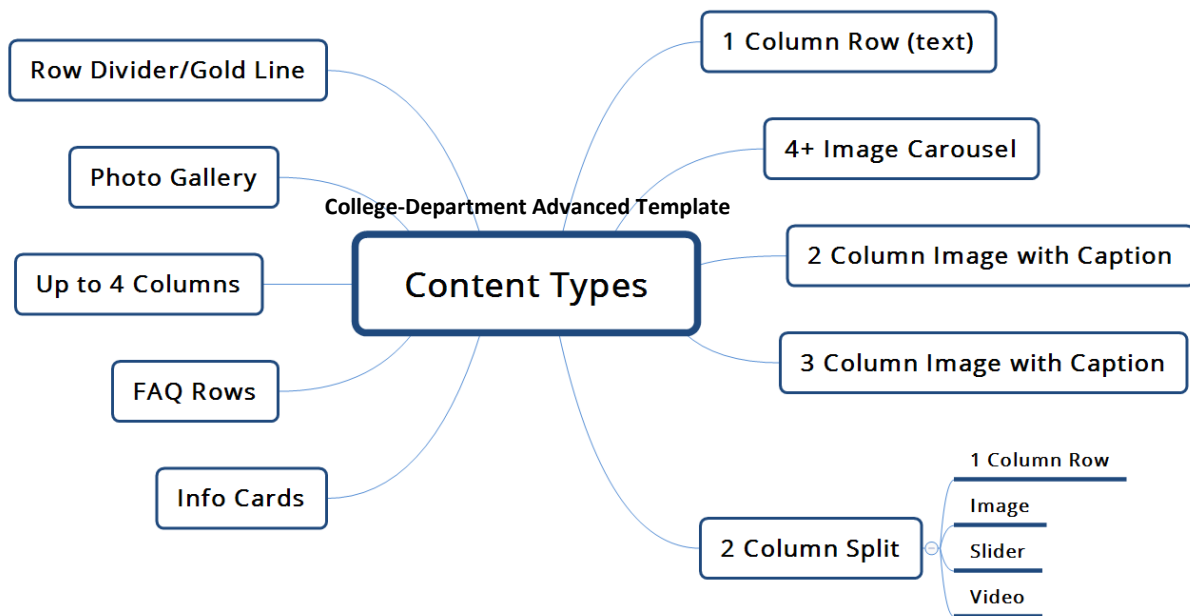 College-Department Advanced Template
Content Types
1 Column Row (text)
4+ Image Carousel
2 Column Image with Caption
3 Column Image with Caption
2 Column Split
1 Column Row
Image
Slider
Video
Row Divider/Gold Line
Photo Gallery
Up to 4 Columns
FAQ Rows
Info Cards